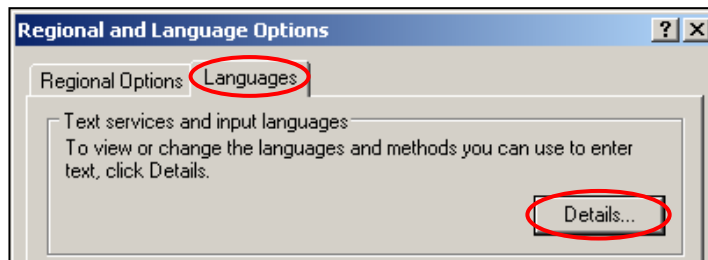 Regional and Language Options
Regional Options Languages
Text services and input languages
To view or change the languages and methods you can use to enter
text, click Details.
Details...